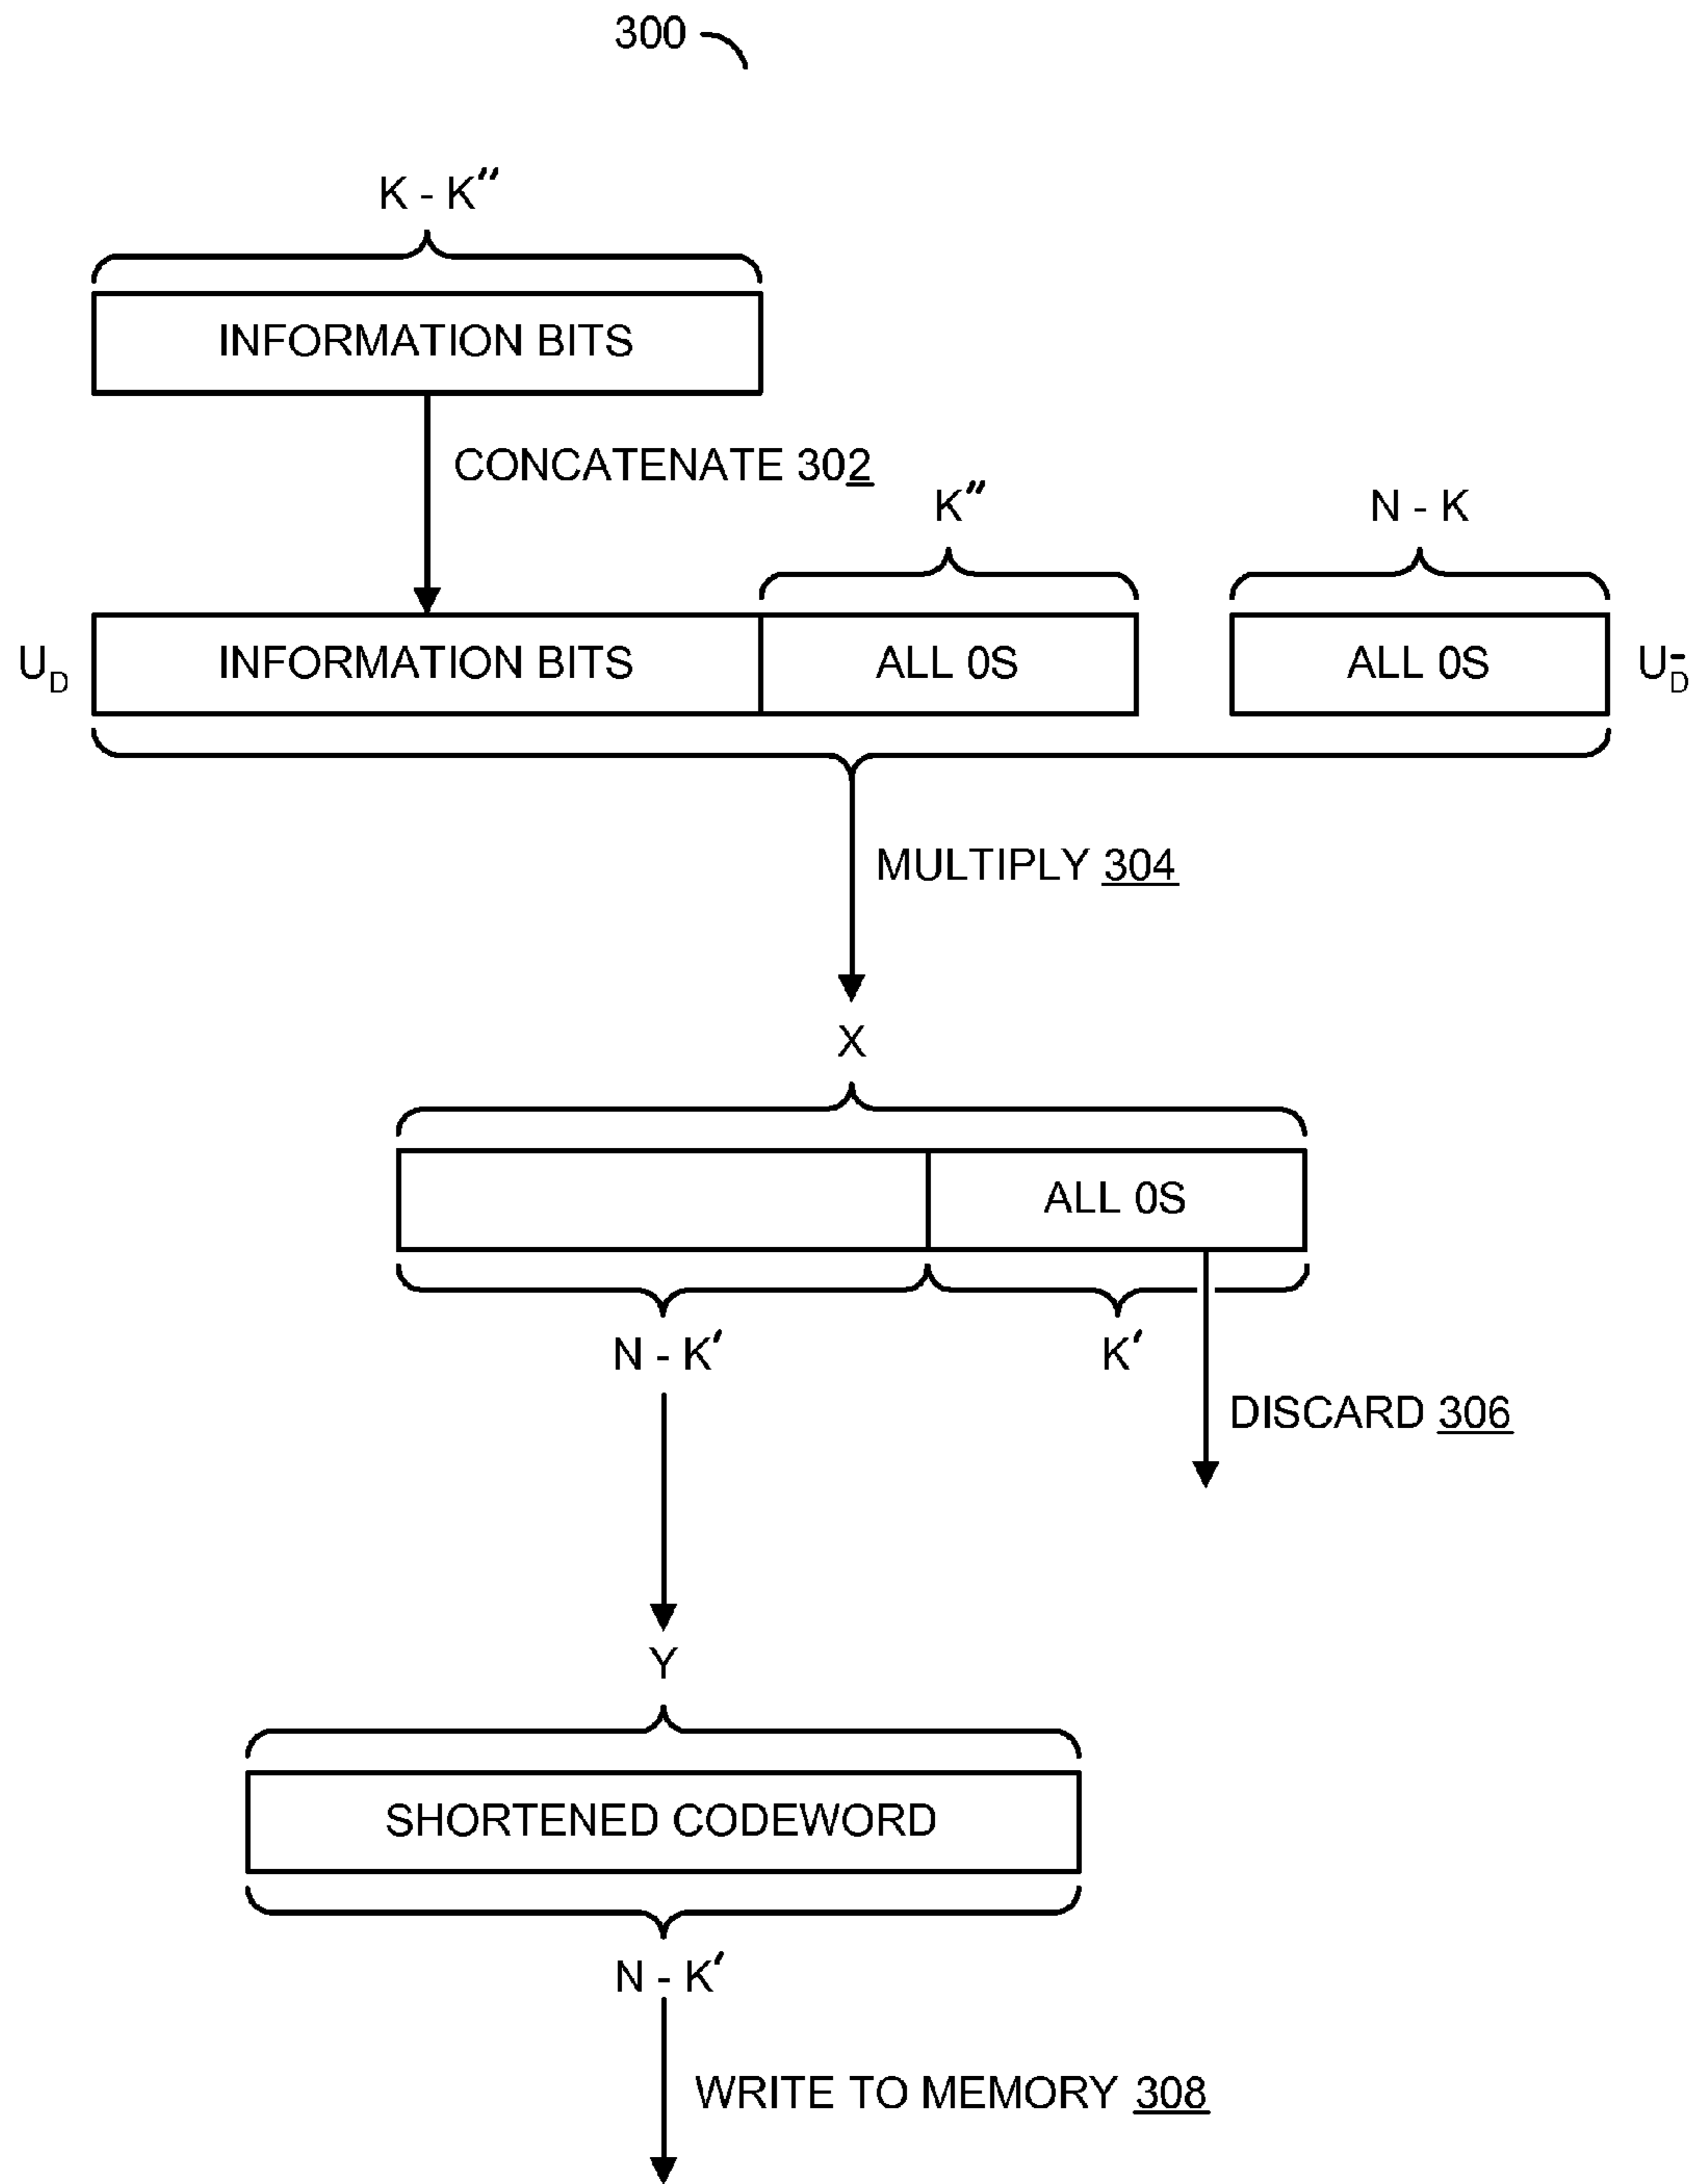 300
K - K″
INFORMATION BITS
CONCATENATE 302
K″
N - K
U_D
INFORMATION BITS
ALL 0S
ALL 0S
U_D̄
MULTIPLY 304
X
ALL 0S
N - K′
K′
DISCARD 306
Y
SHORTENED CODEWORD
N - K′
WRITE TO MEMORY 308